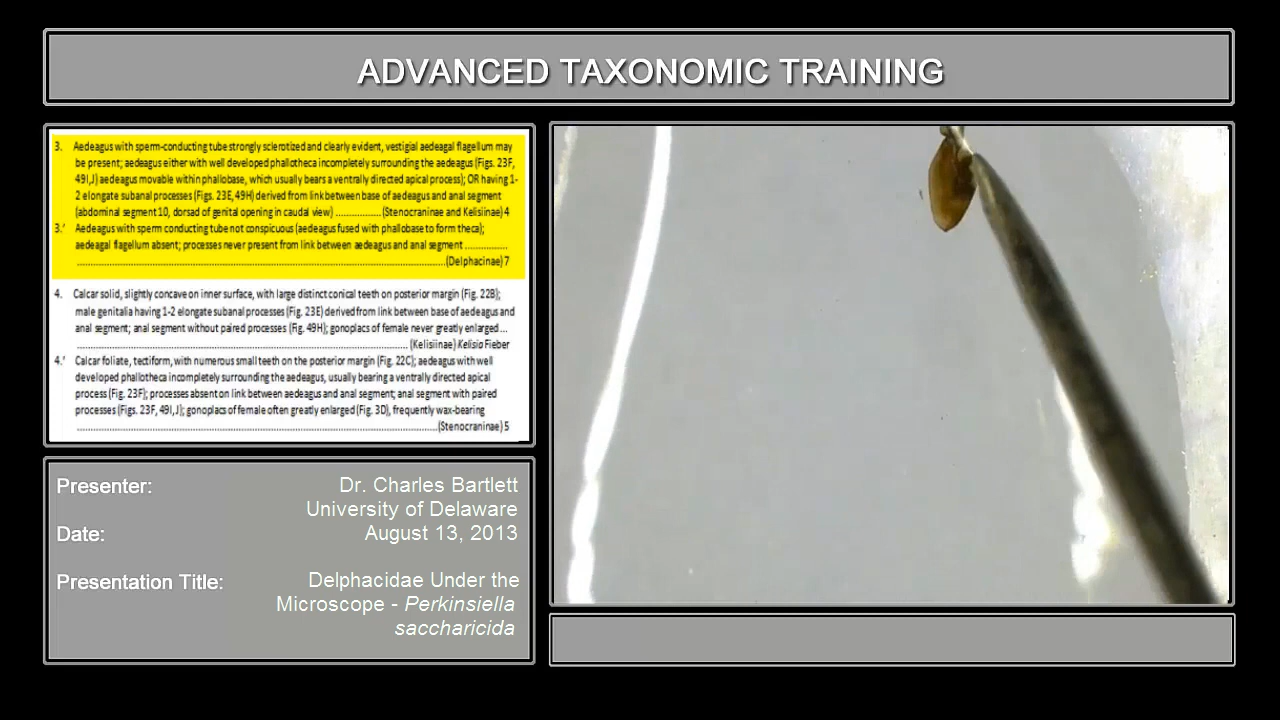 ADVANCED TAXONOMIC TRAINING
3. Aedeagus with sperm-conducting tube strongly sclerotized and clearly evident, vestigial aedeagal flagellum may
be present; aedeagus either with well developed phallotheca incompletely surrounding the aedeagus (Figs. 23F,
49I,J) aedeagus movable within phallobase, which usually bears a ventrally directed apical process); OR having 1-
2 elongate subanal processes (Figs. 23E, 49H) derived from link between base of aedeagus and anal segment
(abdominal segment 10, dorsad of genital opening in caudal view) ................. (Stenocraninae and Kelisiinae) 4
3.' Aedeagus with sperm conducting tube not conspicuous (aedeagus fused with phallobase to form theca);
aedeagal flagellum absent; processes never present from link between aedeagus and anal segment ................
........................................................................................................................................(Delphacinae) 7
4. Calcar solid, slightly concave on inner surface, with large distinct conical teeth on posterior margin (Fig. 22B);
male genitalia having 1-2 elongate subanal processes (Fig. 23E) derived from link between base of aedeagus and
anal segment; anal segment without paired processes (Fig. 49H); gonoplacs of female never greatly enlarged...
............................................................................................................................. (Kelisiinae) Kelisia Fieber
4.' Calcar foliate, tectiform, with numerous small teeth on the posterior margin (Fig. 22C); aedeagus with well
developed phallotheca incompletely surrounding the aedeagus, usually bearing a ventrally directed apical
process (Fig. 23F); processes absent on link between aedeagus and anal segment; anal segment with paired
processes (Figs. 23F, 49I,J); gonoplacs of female often greatly enlarged (Fig. 3D), frequently wax-bearing
......................................................................................................................................(Stenocraninae) 5
Presenter: Dr. Charles Bartlett
University of Delaware
Date: August 13, 2013
Presentation Title: Delphacidae Under the
Microscope - Perkinsiella
saccharicida